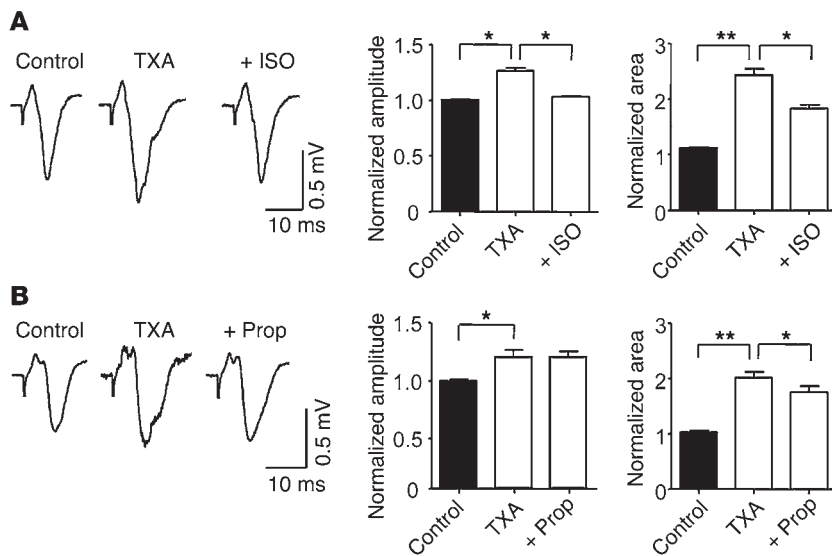 A
Control TXA + ISO
0.5 mV
10 ms
Normalized amplitude
1.5
1.0
0.5
0
* *
Control TXA + ISO
Normalized area
3
2
1
0
** *
Control TXA + ISO
B
Control TXA + Prop
0.5 mV
10 ms
Normalized amplitude
1.5
1.0
0.5
0
*
Control TXA + Prop
Normalized area
3
2
1
0
** *
Control TXA + Prop